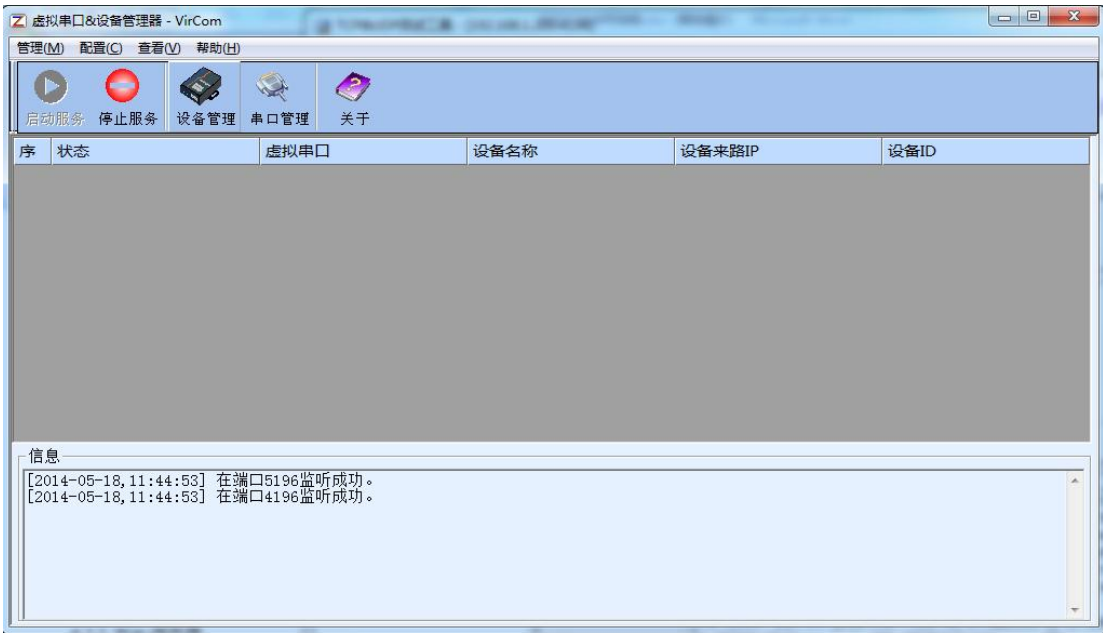 虚拟串口&设备管理器 - VirCom
管理(M) 配置(C) 查看(V) 帮助(H)
启动服务 停止服务 设备管理 串口管理 关于
序 状态 虚拟串口 设备名称 设备来路IP 设备ID
信息
[2014-05-18,11:44:53] 在端口5196监听成功。
[2014-05-18,11:44:53] 在端口4196监听成功。